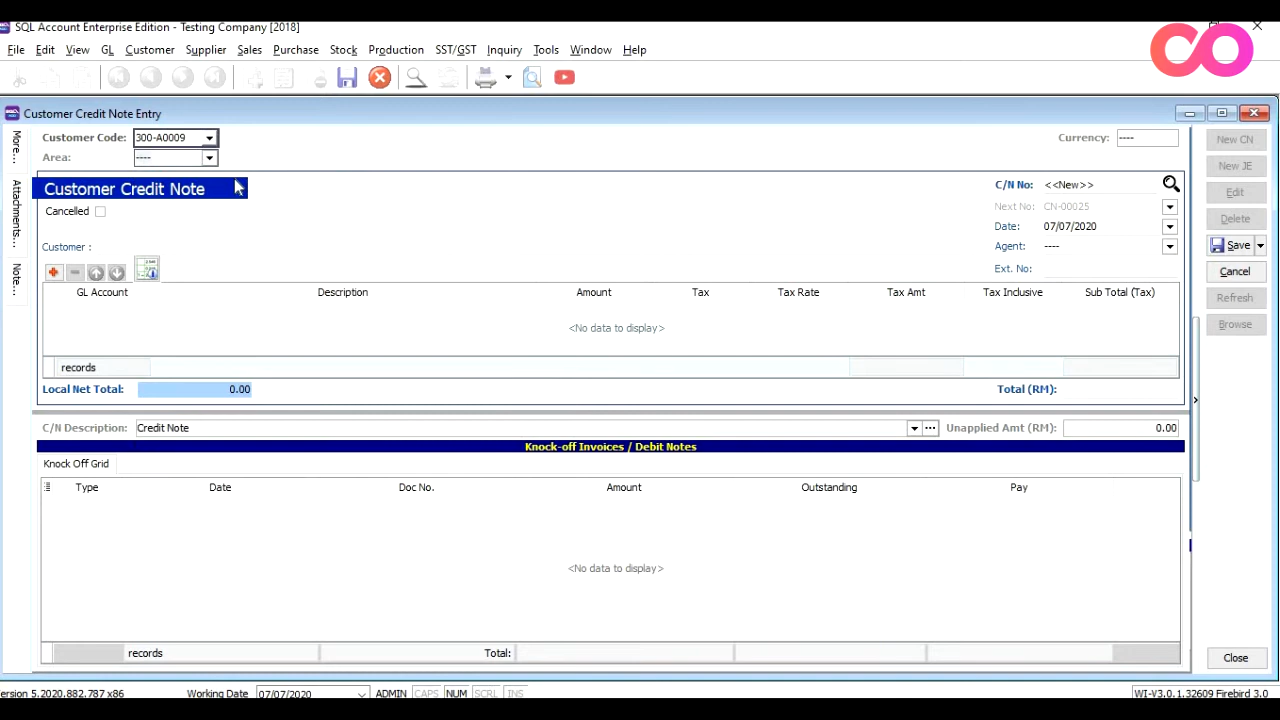 SQL Account Enterprise Edition - Testing Company [2018]
File Edit View GL Customer Supplier Sales Purchase Stock Production SST/GST Inquiry Tools Window Help
CO
Customer Credit Note Entry
More...
Attachments...
Note...
Customer Code: 300-A0009
Currency: ----
Area: ----
Customer Credit Note
Cancelled
Customer :
C/N No: <<New>>
Next No: CN-00025
Date: 07/07/2020
Agent: ----
Ext. No:
GL Account Description Amount Tax Tax Rate Tax Amt Tax Inclusive Sub Total (Tax)
<No data to display>
records
Local Net Total: 0.00
Total (RM):
C/N Description: Credit Note
Unapplied Amt (RM): 0.00
Knock-off Invoices / Debit Notes
Knock Off Grid
Type Date Doc No. Amount Outstanding Pay
<No data to display>
records Total:
New CN
New JE
Edit
Delete
Save
Cancel
Refresh
Browse
Close
ersion 5.2020.882.787 x86 Working Date 07/07/2020 ADMIN CAPS NUM SCRL INS WI-V3.0.1.32609 Firebird 3.0